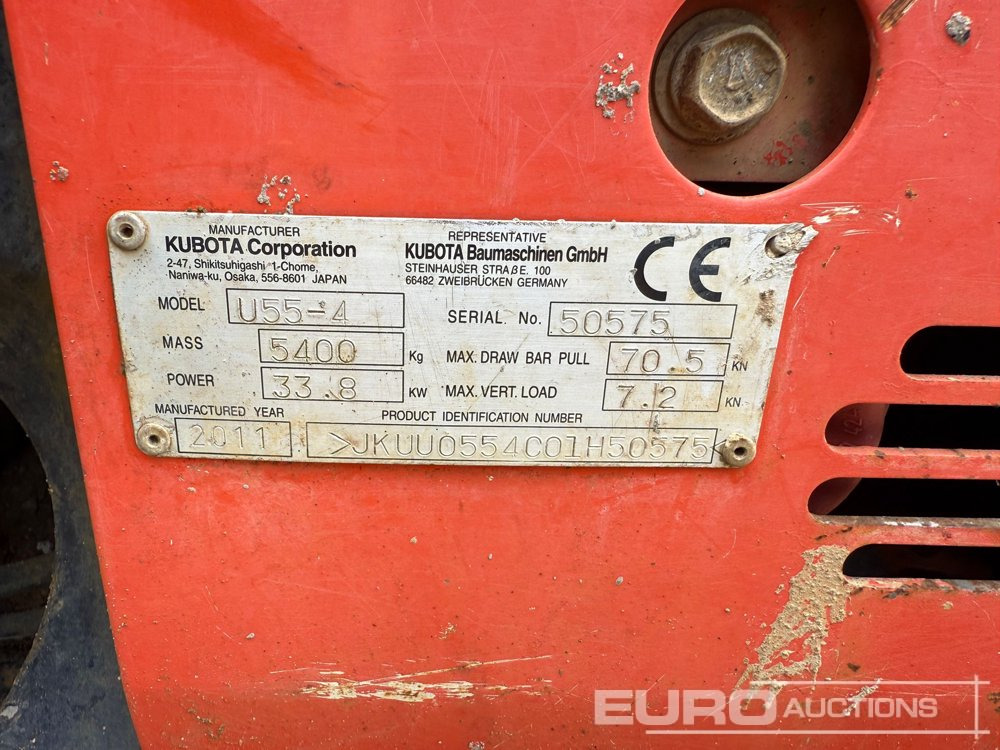 MANUFACTURER
KUBOTA Corporation
2-47, Shikitsuhigashi 1-Chome,
Naniwa-ku, Osaka, 556-8601 JAPAN
REPRESENTATIVE
KUBOTA Baumaschinen GmbH
STEINHAUSER STRAßE. 100
66482 ZWEIBRÜCKEN GERMANY
CE
MODEL U55-4
SERIAL. No. 50575
MASS 5400 Kg
MAX. DRAW BAR PULL 70.5 KN
POWER 33.8 KW
MAX. VERT. LOAD 7.2 KN
MANUFACTURED YEAR
2011
PRODUCT IDENTIFICATION NUMBER
>JKUU0554C01H50575<
EURO AUCTIONS